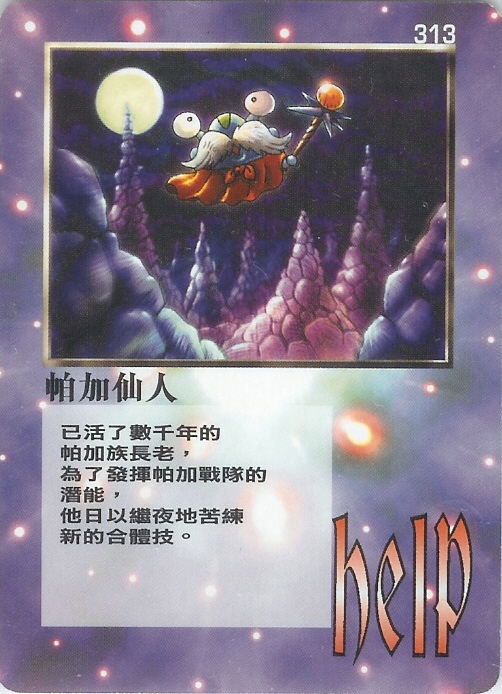 313
帕加仙人
已活了數千年的
帕加族長老，
為了發揮帕加戰隊的
潛能，
他日以繼夜地苦練
新的合體技。
help